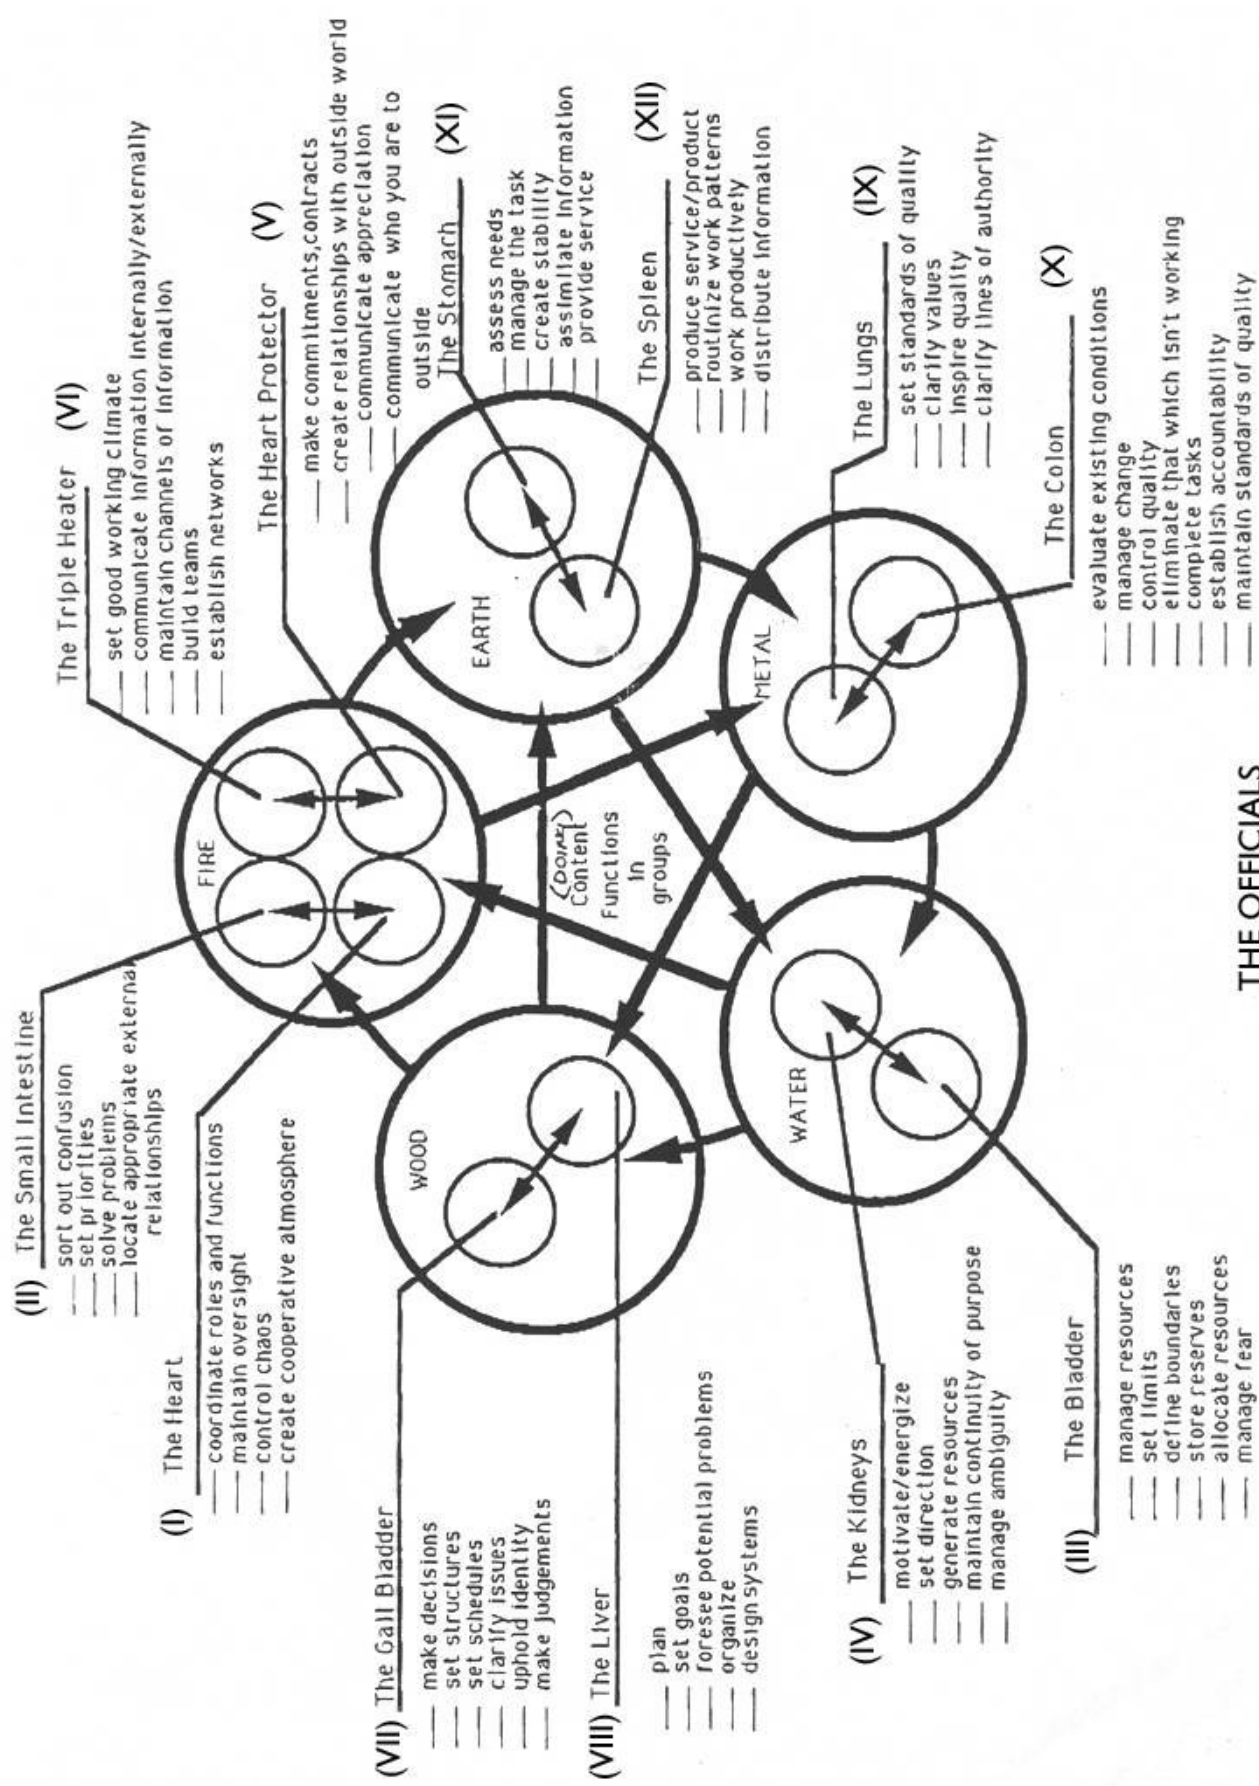 (II) The Small Intestine
sort out confusion
set priorities
solve problems
locate appropriate external
relationships
(I) The Heart
coordinate roles and functions
maintain oversight
control chaos
create cooperative atmosphere
The Triple Heater (VI)
set good working climate
communicate information internally/externally
maintain channels of information
build teams
establish networks
The Heart Protector (V)
make commitments,contracts
create relationships with outside world
communicate appreciation
communicate who you are to
outside
The Stomach (XI)
assess needs
manage the task
create stability
assimilate information
provide service
The Spleen (XII)
produce service/product
routinize work patterns
work productively
distribute information
The Lungs (IX)
set standards of quality
clarify values
inspire quality
clarify lines of authority
The Colon (X)
evaluate existing conditions
manage change
control quality
eliminate that which isn't working
complete tasks
establish accountability
maintain standards of quality
(VII) The Gall Bladder
make decisions
set structures
set schedules
clarify issues
uphold identity
make judgements
(VIII) The Liver
plan
set goals
foresee potential problems
organize
design systems
(IV) The Kidneys
motivate/energize
set direction
generate resources
maintain continuity of purpose
manage ambiguity
(III) The Bladder
manage resources
set limits
define boundaries
store reserves
allocate resources
manage fear
FIRE
EARTH
METAL
WATER
WOOD
(DOING)
Content
Functions
in
groups
THE OFFICIALS